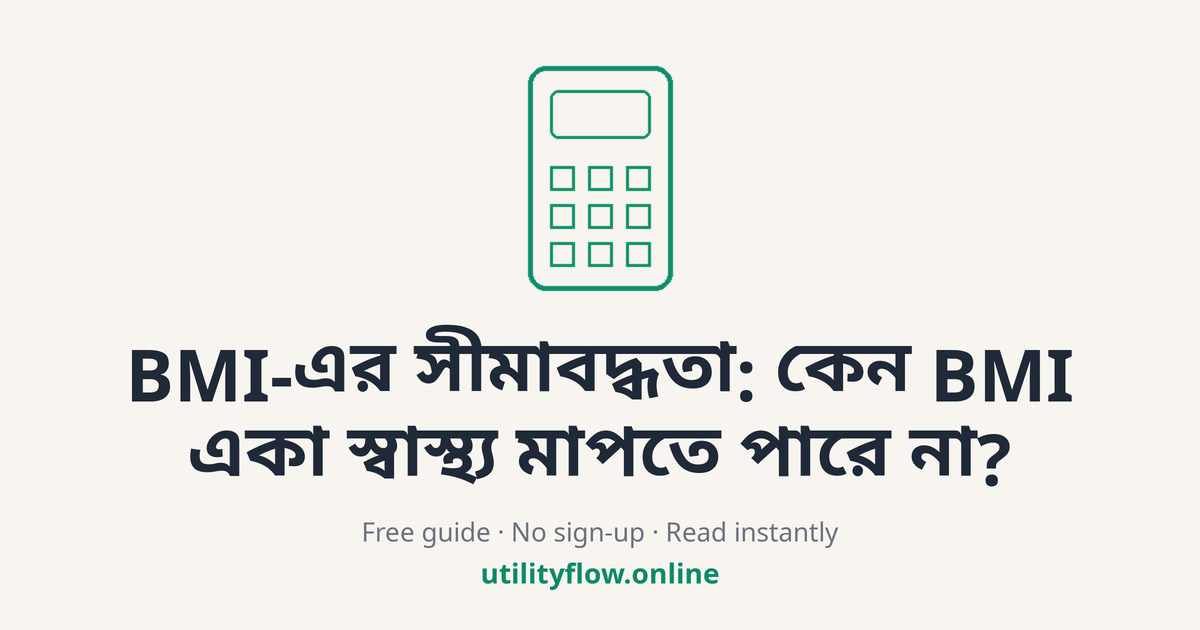 BMI-এর সীমাবদ্ধতা: কেন BMI
একা স্বাস্থ্য মাপতে পারে না?
Free guide · No sign-up · Read instantly
utilityflow.online